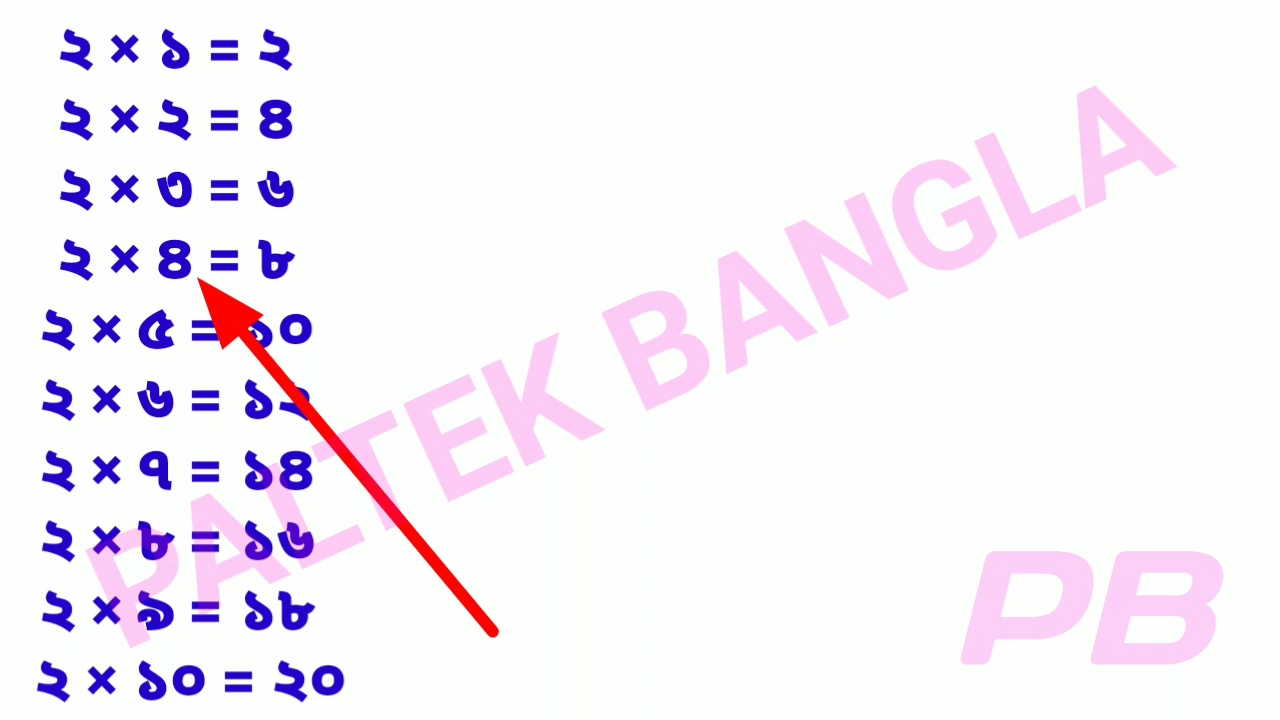 ২ × ১ = ২
২ × ২ = ৪
২ × ৩ = ৬
২ × ৪ = ৮
২ × ৫ = ১০
২ × ৬ = ১২
২ × ৭ = ১৪
২ × ৮ = ১৬
২ × ৯ = ১৮
২ × ১০ = ২০
PALTEK BANGLA
PB